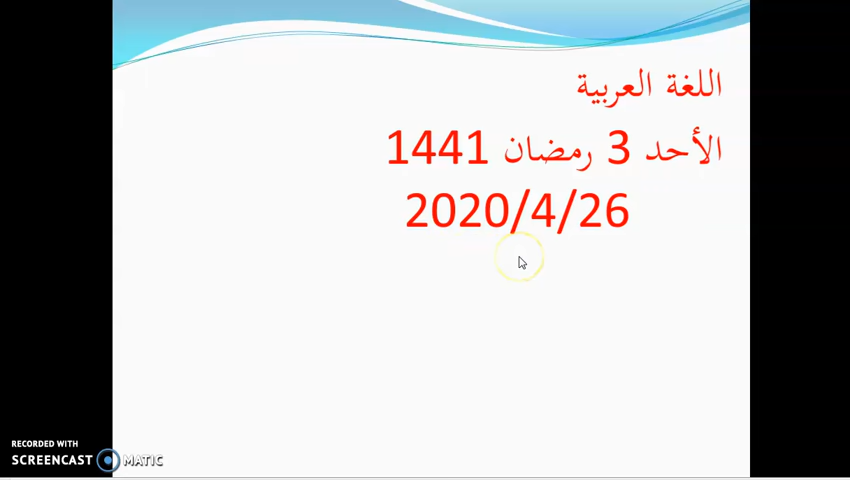 اللغة العربية
الأحد 3 رمضان 1441
2020/4/26
RECORDED WITH
SCREENCAST MATIC